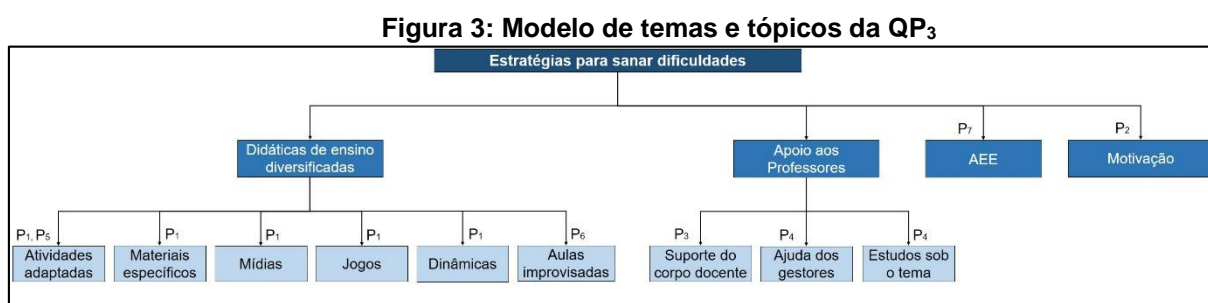 Figura 3: Modelo de temas e tópicos da QP₃
Estratégias para sanar dificuldades
P₇
P₂
Didáticas de ensino
diversificadas
Apoio aos
Professores
AEE
Motivação
P₁, P₅
P₁
P₁
P₁
P₁
P₆
P₃
P₄
P₄
Atividades
adaptadas
Materiais
específicos
Mídias
Jogos
Dinâmicas
Aulas
improvisadas
Suporte do
corpo docente
Ajuda dos
gestores
Estudos sob
o tema